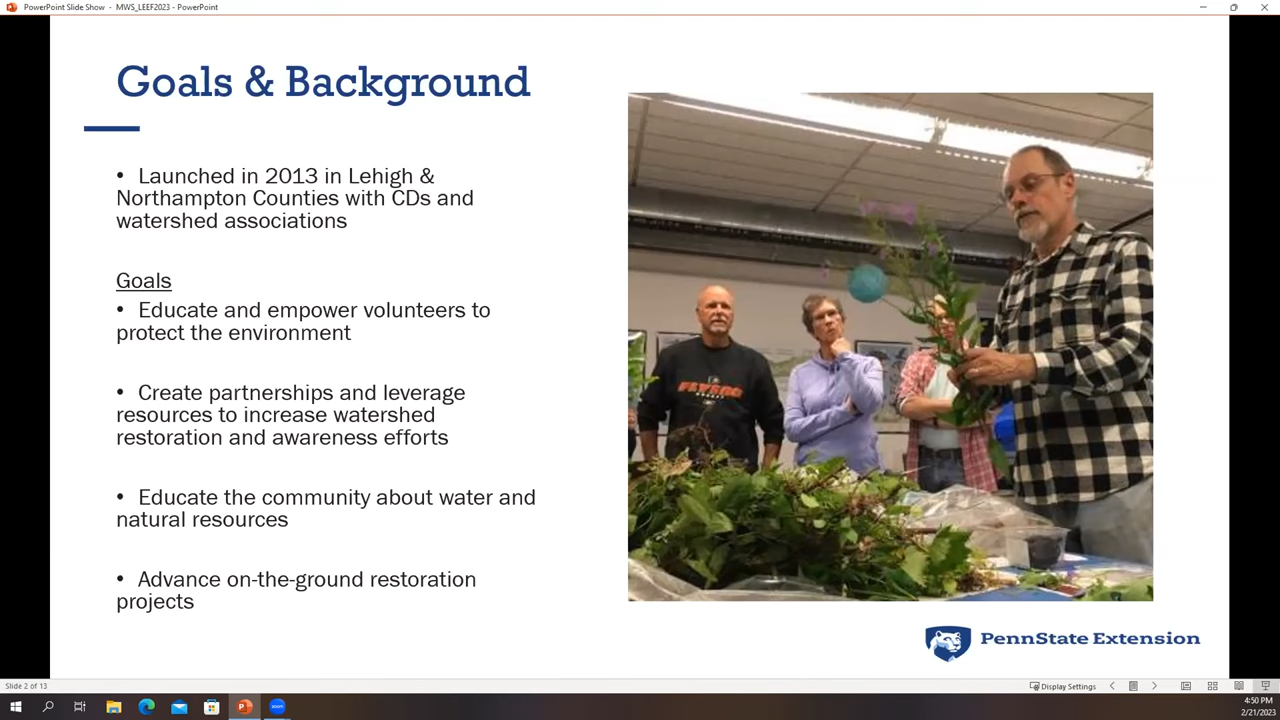 PowerPoint Slide Show - MWS_LEEF2023 - PowerPoint
Goals & Background
• Launched in 2013 in Lehigh &
Northampton Counties with CDs and
watershed associations
Goals
• Educate and empower volunteers to
protect the environment
• Create partnerships and leverage
resources to increase watershed
restoration and awareness efforts
• Educate the community about water and
natural resources
• Advance on-the-ground restoration
projects
FLYERS
PennState Extension
Slide 2 of 13
Display Settings
zoom
4:50 PM
2/21/2023